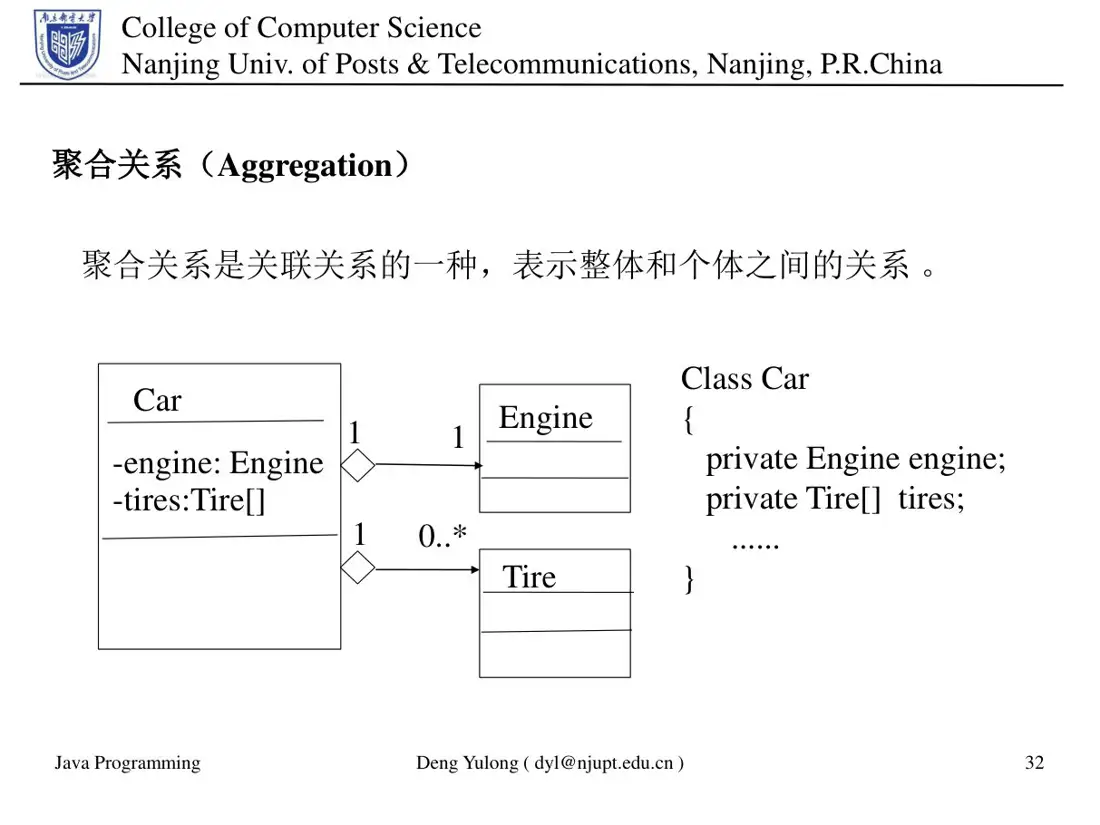 College of Computer Science
Nanjing Univ. of Posts & Telecommunications, Nanjing, P.R.China
聚合关系（Aggregation）
聚合关系是关联关系的一种，表示整体和个体之间的关系 。
Car
-engine: Engine
-tires:Tire[]
1
1
Engine
1
0..*
Tire
Class Car
{
private Engine engine;
private Tire[] tires;
......
}
Java Programming
Deng Yulong ( dyl@njupt.edu.cn )
32